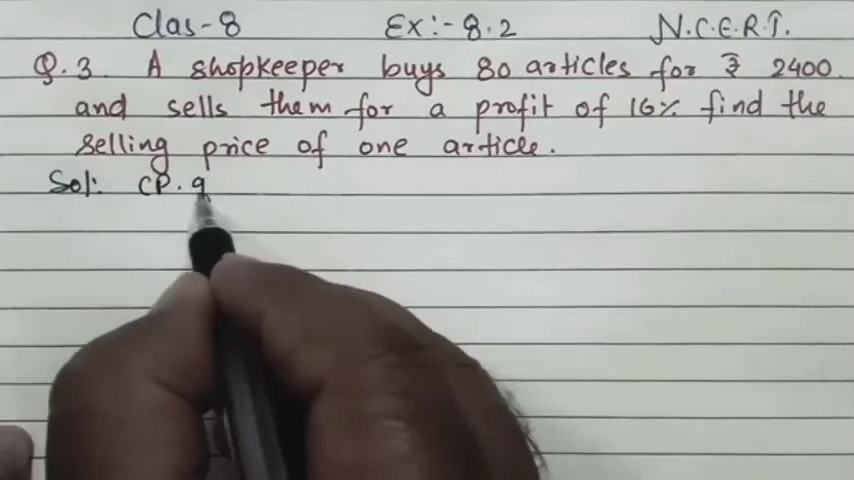 Clas-8 Ex:- 8.2 N.C.E.R.T.
Q.3. A shopkeeper buys 80 articles for ₹ 2400.
and sells them for a profit of 16% find the
selling price of one article.
Sol: CP.